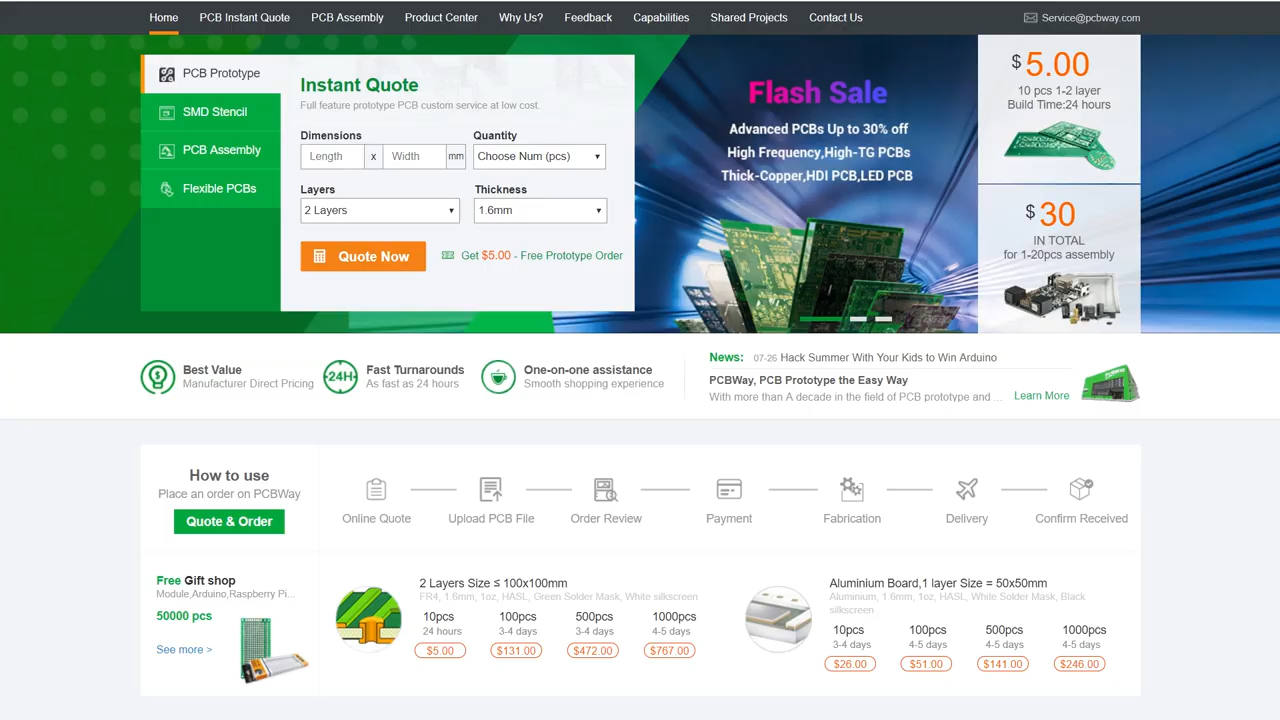 Home PCB Instant Quote PCB Assembly Product Center Why Us? Feedback Capabilities Shared Projects Contact Us Service@pcbway.com
PCB Prototype
SMD Stencil
PCB Assembly
Flexible PCBs
Instant Quote
Full feature prototype PCB custom service at low cost.
Dimensions Quantity
Length x Width mm Choose Num (pcs)
Layers Thickness
2 Layers 1.6mm
Quote Now Get $5.00 - Free Prototype Order
Flash Sale
Advanced PCBs Up to 30% off
High Frequency,High-TG PCBs
Thick-Copper,HDI PCB,LED PCB
$ 5.00
10 pcs 1-2 layer
Build Time:24 hours
$ 30
IN TOTAL
for 1-20pcs assembly
Best Value
Manufacturer Direct Pricing
24H
Fast Turnarounds
As fast as 24 hours
One-on-one assistance
Smooth shopping experience
News: 07-26 Hack Summer With Your Kids to Win Arduino
PCBWay, PCB Prototype the Easy Way
With more than A decade in the field of PCB prototype and ... Learn More
How to use
Place an order on PCBWay
Quote & Order
Online Quote Upload PCB File Order Review Payment Fabrication Delivery Confirm Received
Free Gift shop
Module,Arduino,Raspberry Pi...
50000 pcs
See more >
2 Layers Size ≤ 100x100mm
FR4, 1.6mm, 1oz, HASL, Green Solder Mask, White silkscreen
10pcs 100pcs 500pcs 1000pcs
24 hours 3-4 days 3-4 days 4-5 days
$5.00 $131.00 $472.00 $767.00
Aluminium Board,1 layer Size = 50x50mm
Aluminium, 1.6mm, 1oz, HASL, White Solder Mask, Black
silkscreen
10pcs 100pcs 500pcs 1000pcs
3-4 days 4-5 days 4-5 days 4-5 days
$26.00 $51.00 $141.00 $246.00